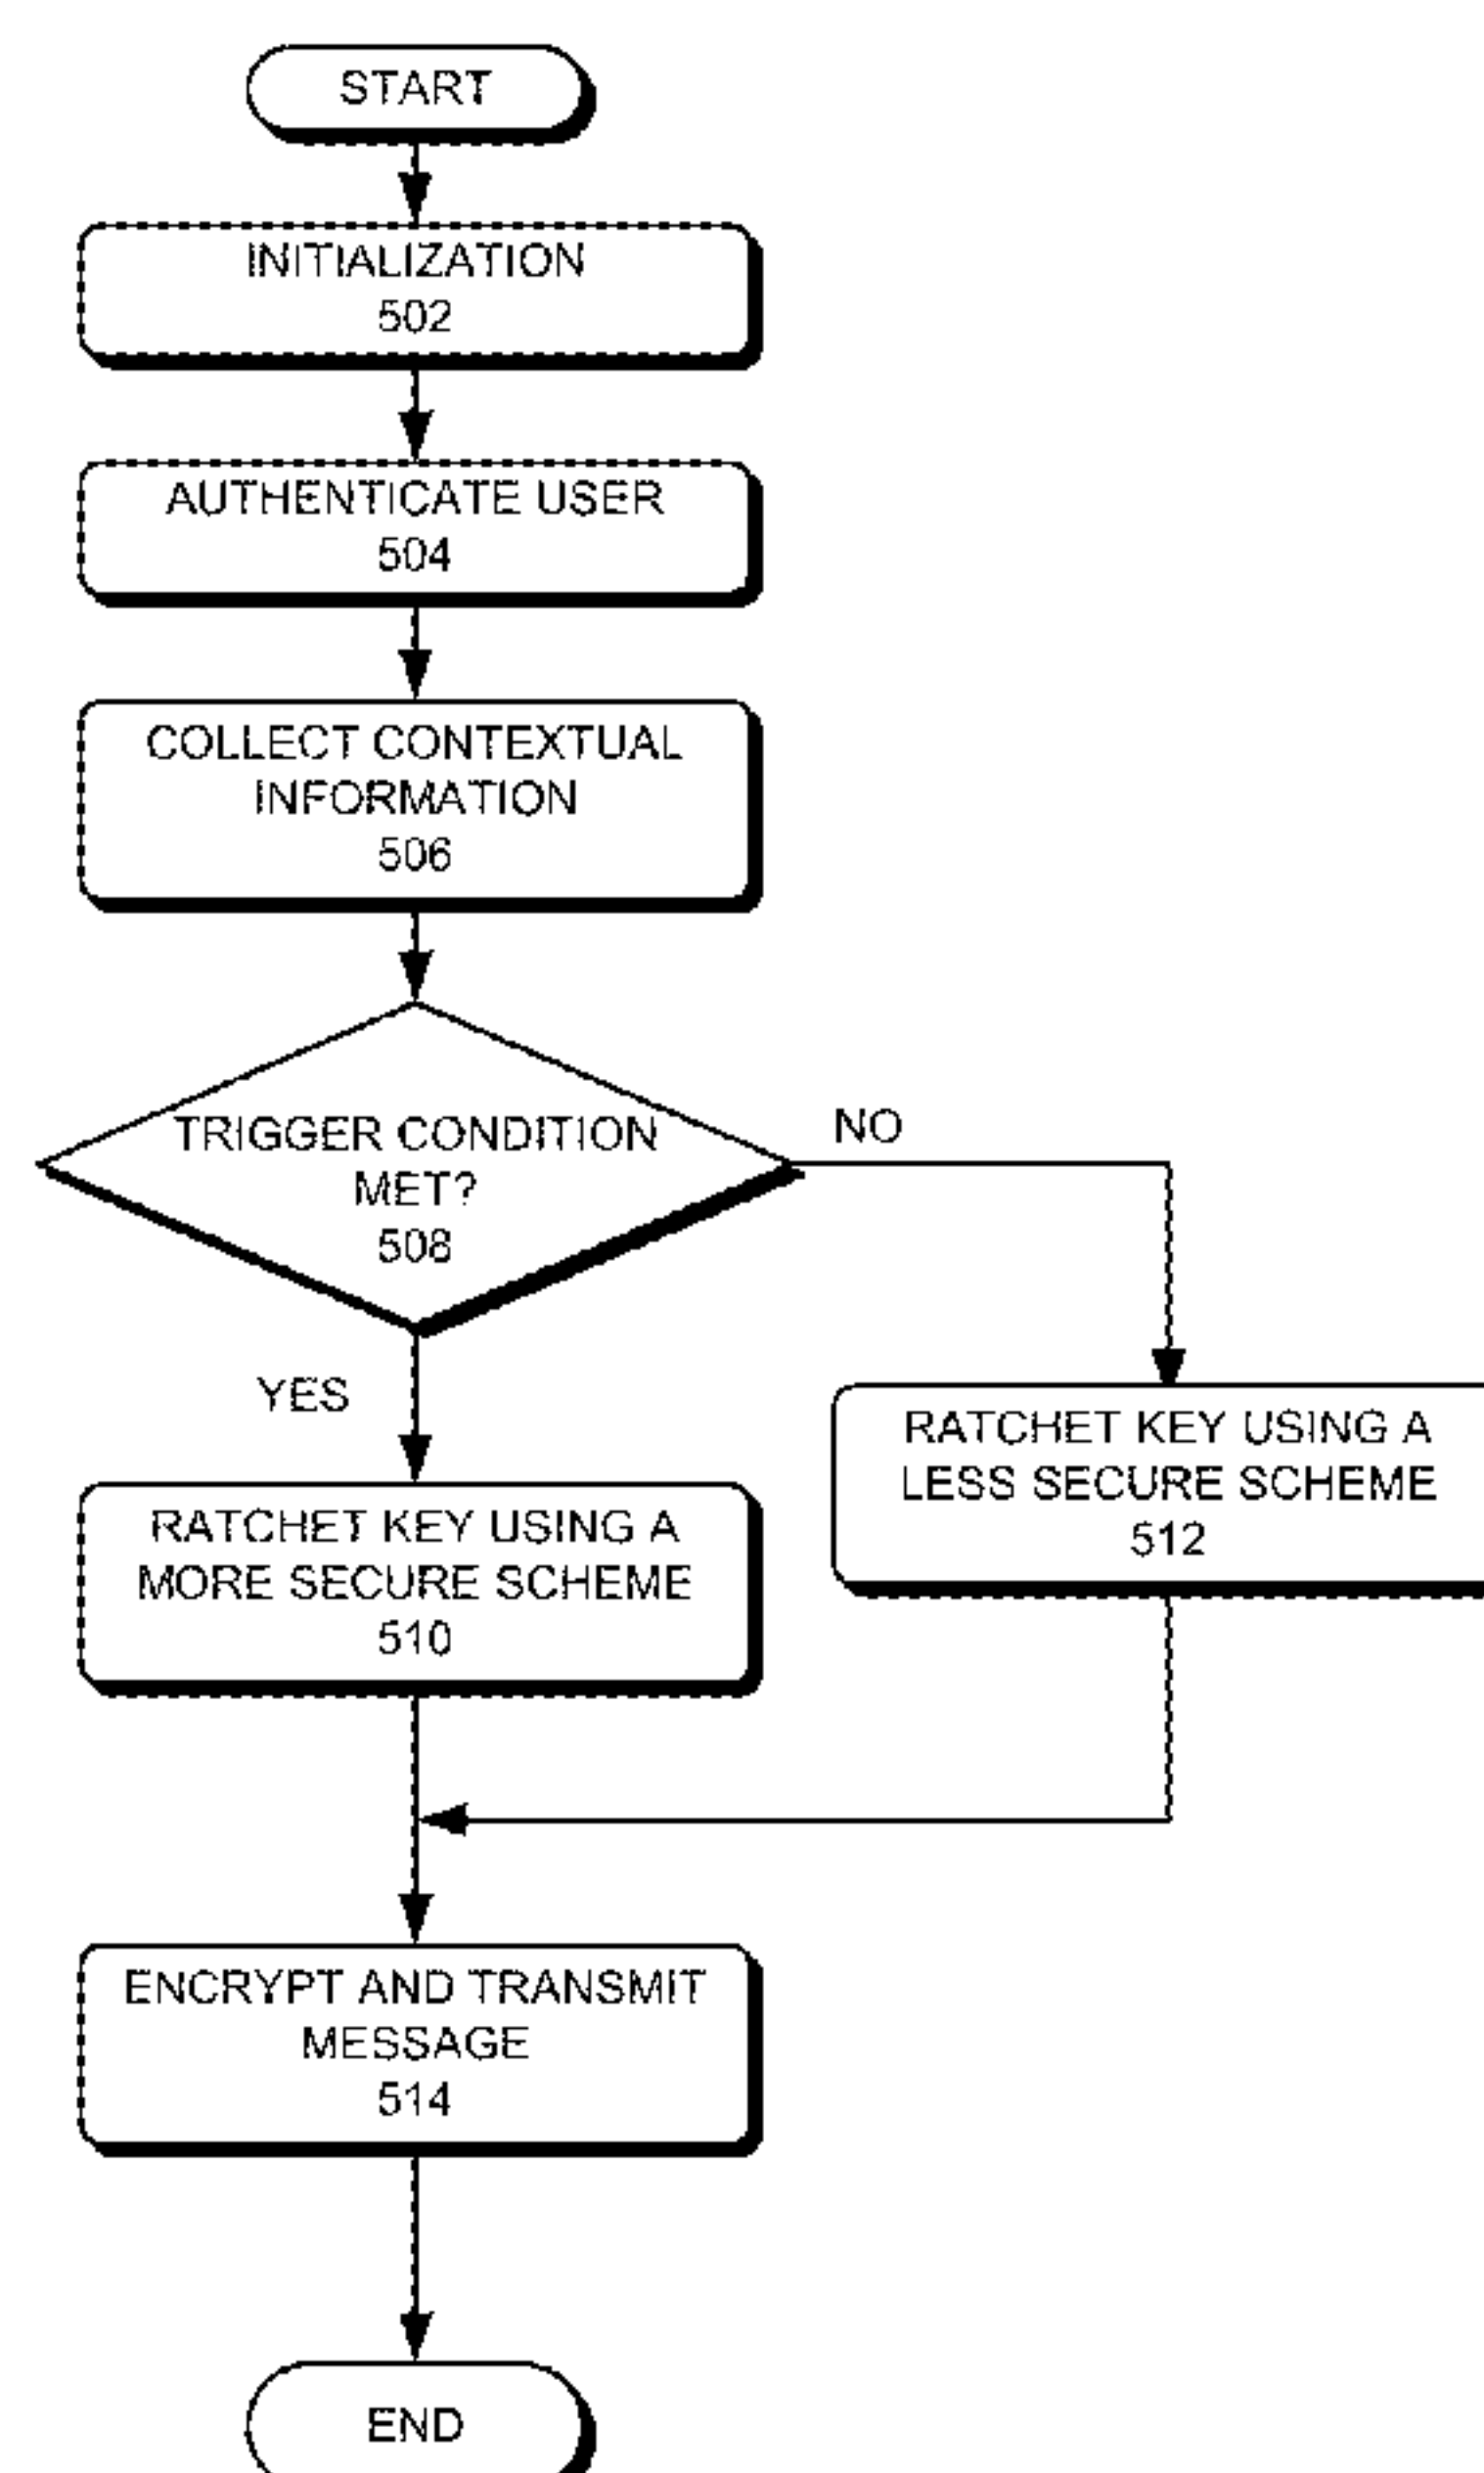 START
INITIALIZATION
502
AUTHENTICATE USER
504
COLLECT CONTEXTUAL
INFORMATION
506
TRIGGER CONDITION
MET?
508
NO
YES
RATCHET KEY USING A
MORE SECURE SCHEME
510
RATCHET KEY USING A
LESS SECURE SCHEME
512
ENCRYPT AND TRANSMIT
MESSAGE
514
END